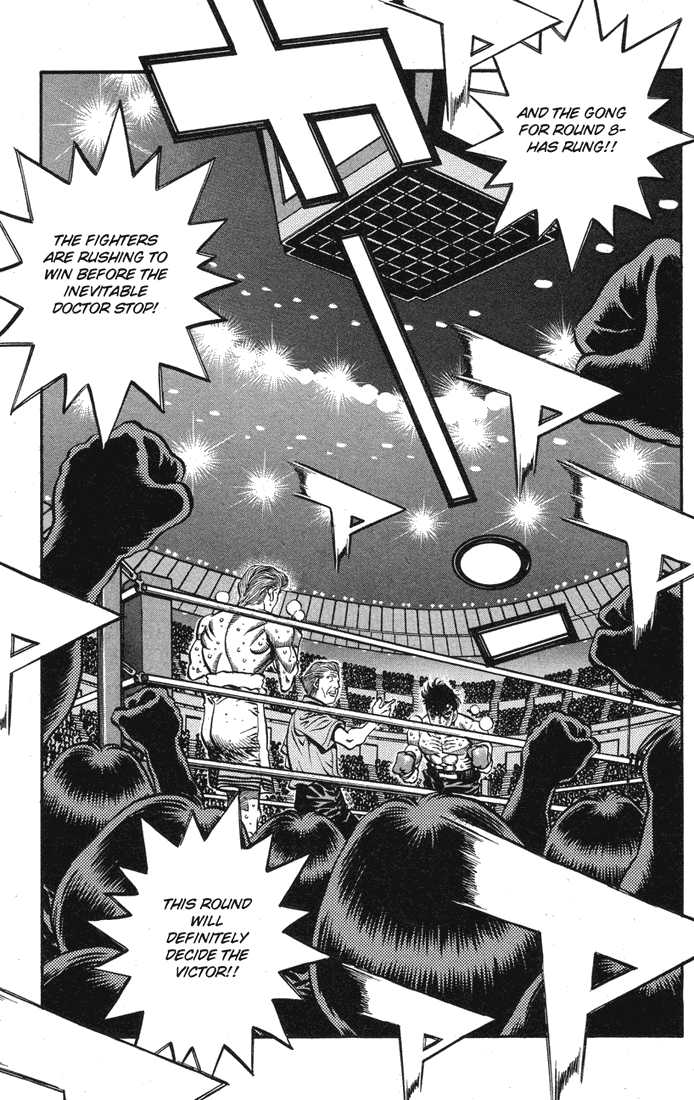 AND THE GONG
FOR ROUND 8-
HAS RUNG!!
THE FIGHTERS
ARE RUSHING TO
WIN BEFORE THE
INEVITABLE
DOCTOR STOP!
THIS ROUND
WILL
DEFINITELY
DECIDE THE
VICTOR!!